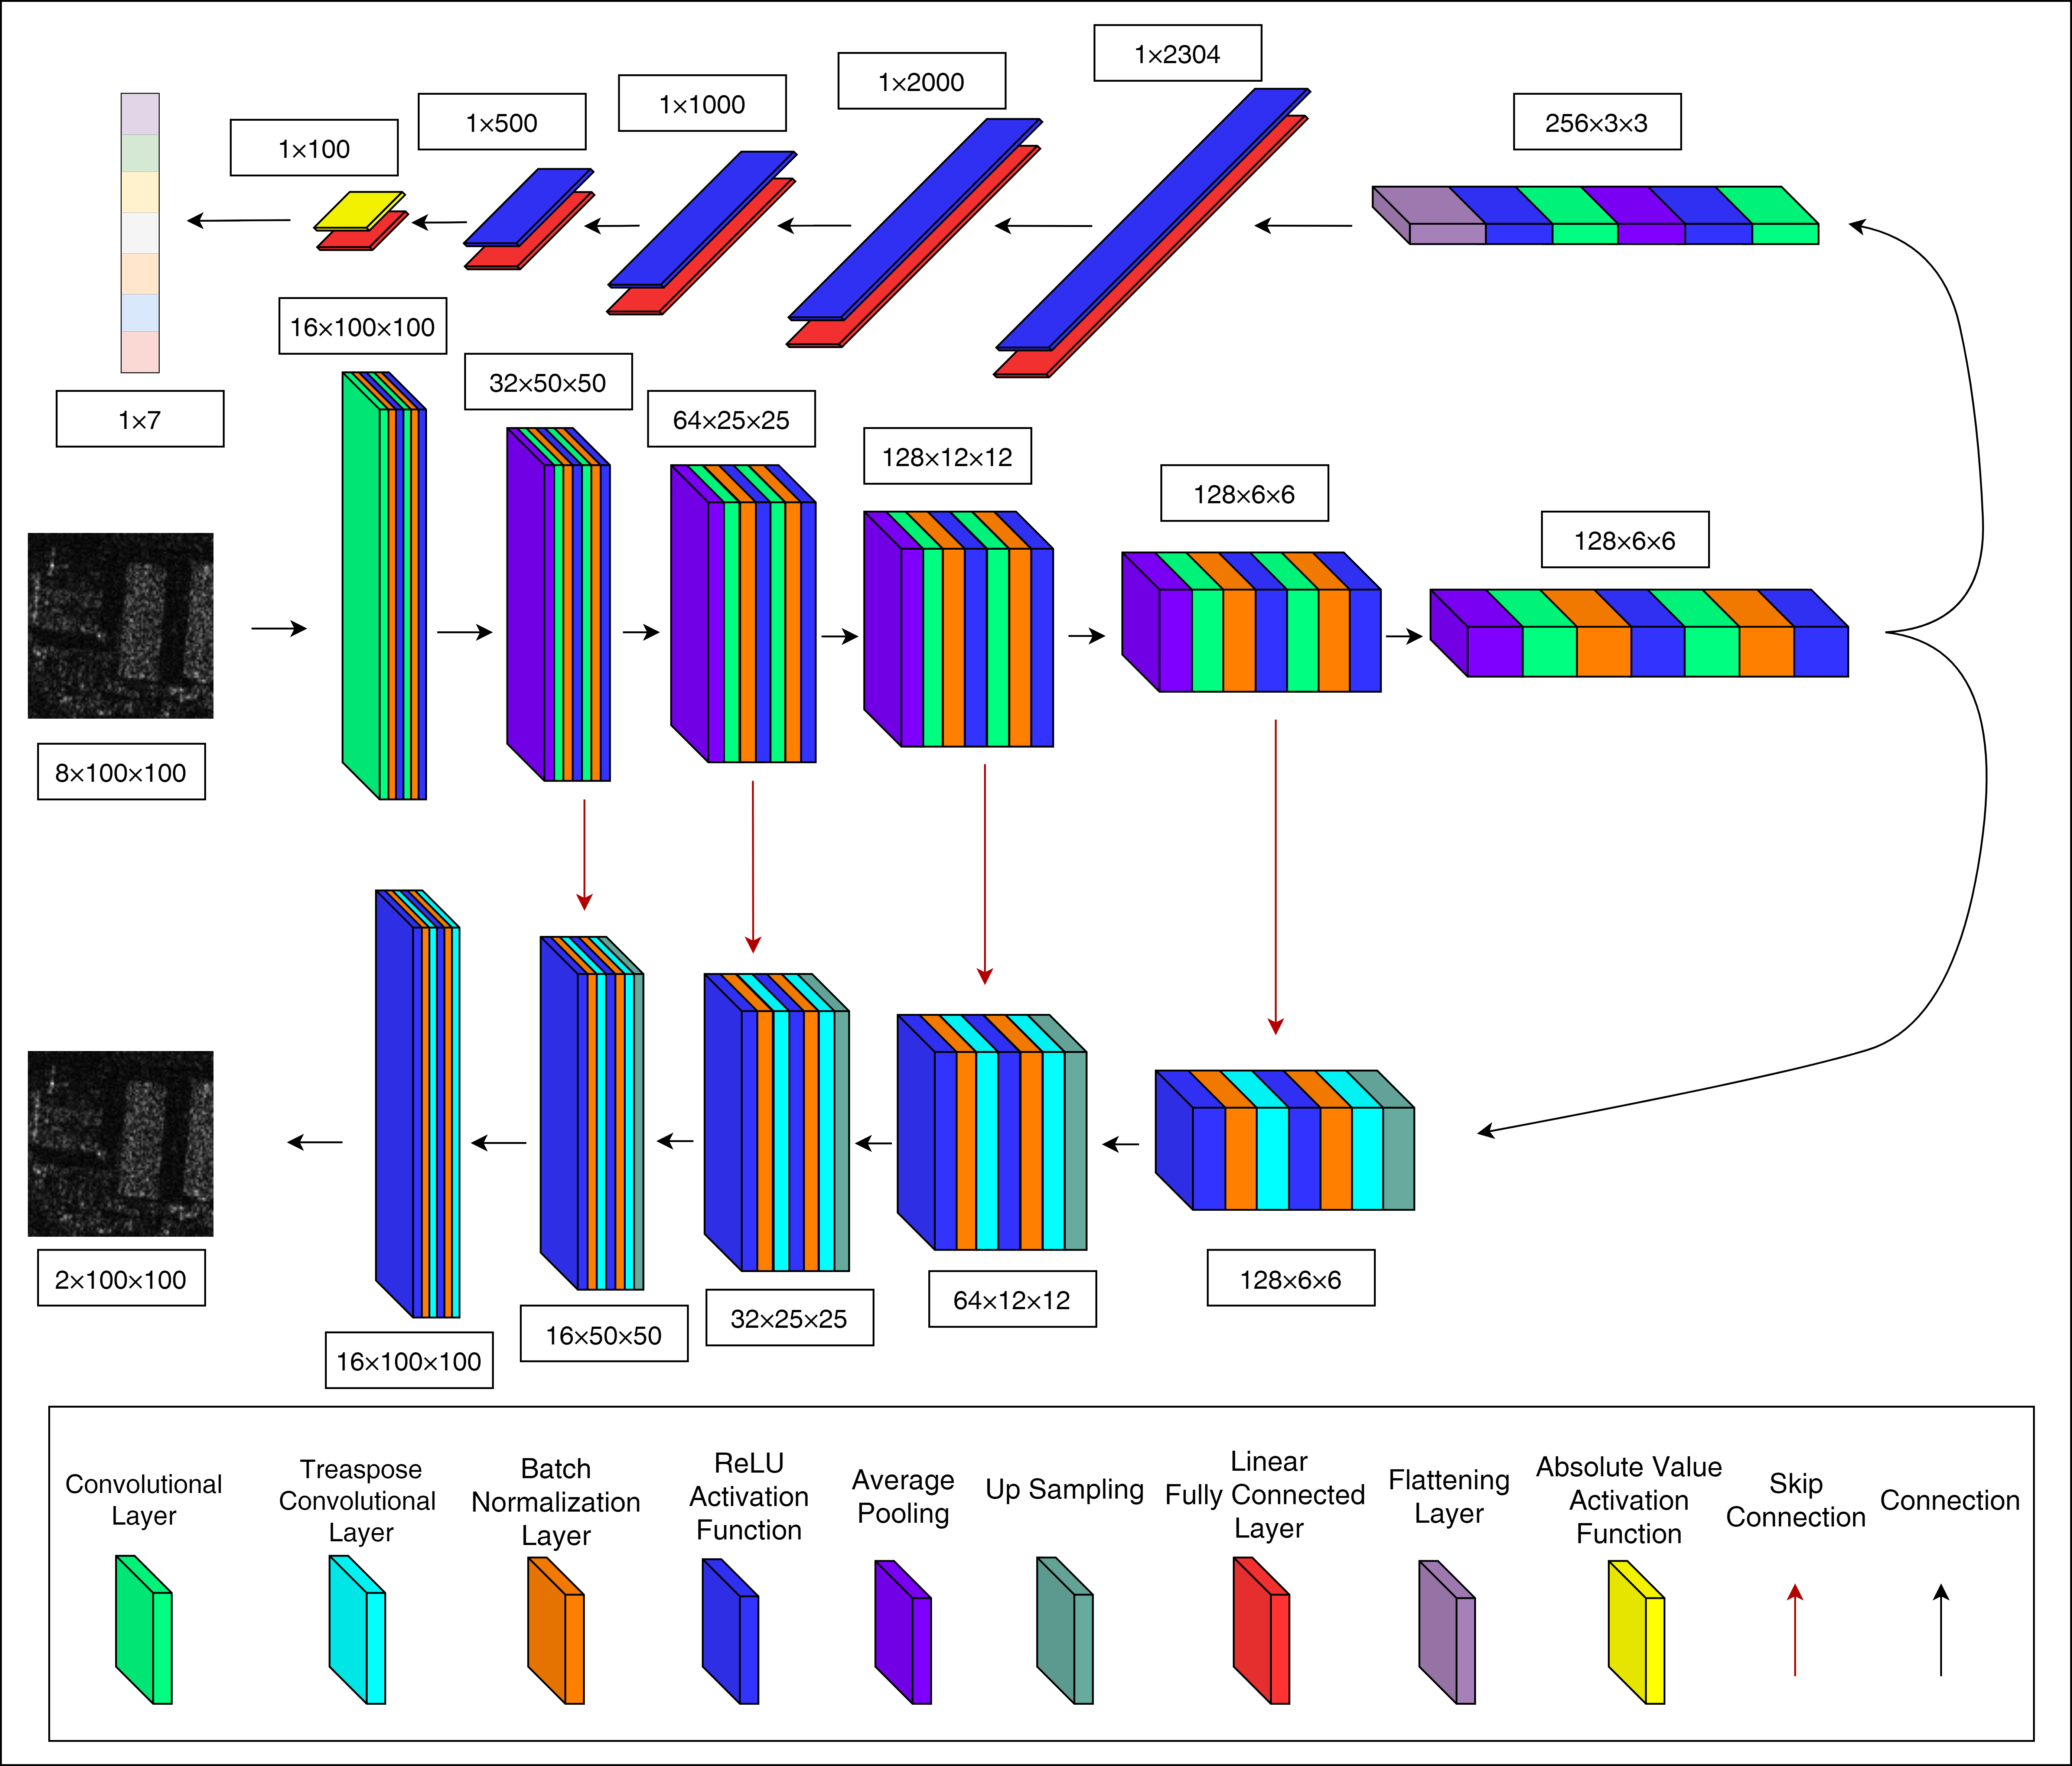 1×2304
1×2000
1×1000
1×500
1×100
256×3×3
16×100×100
32×50×50
64×25×25
1×7
128×12×12
128×6×6
128×6×6
8×100×100
2×100×100
16×100×100
16×50×50
32×25×25
64×12×12
128×6×6
Convolutional
Layer
Treaspose
Convolutional
Layer
Batch
Normalization
Layer
ReLU
Activation
Function
Average
Pooling
Up Sampling
Linear
Fully Connected
Layer
Flattening
Layer
Absolute Value
Activation
Function
Skip
Connection
Connection